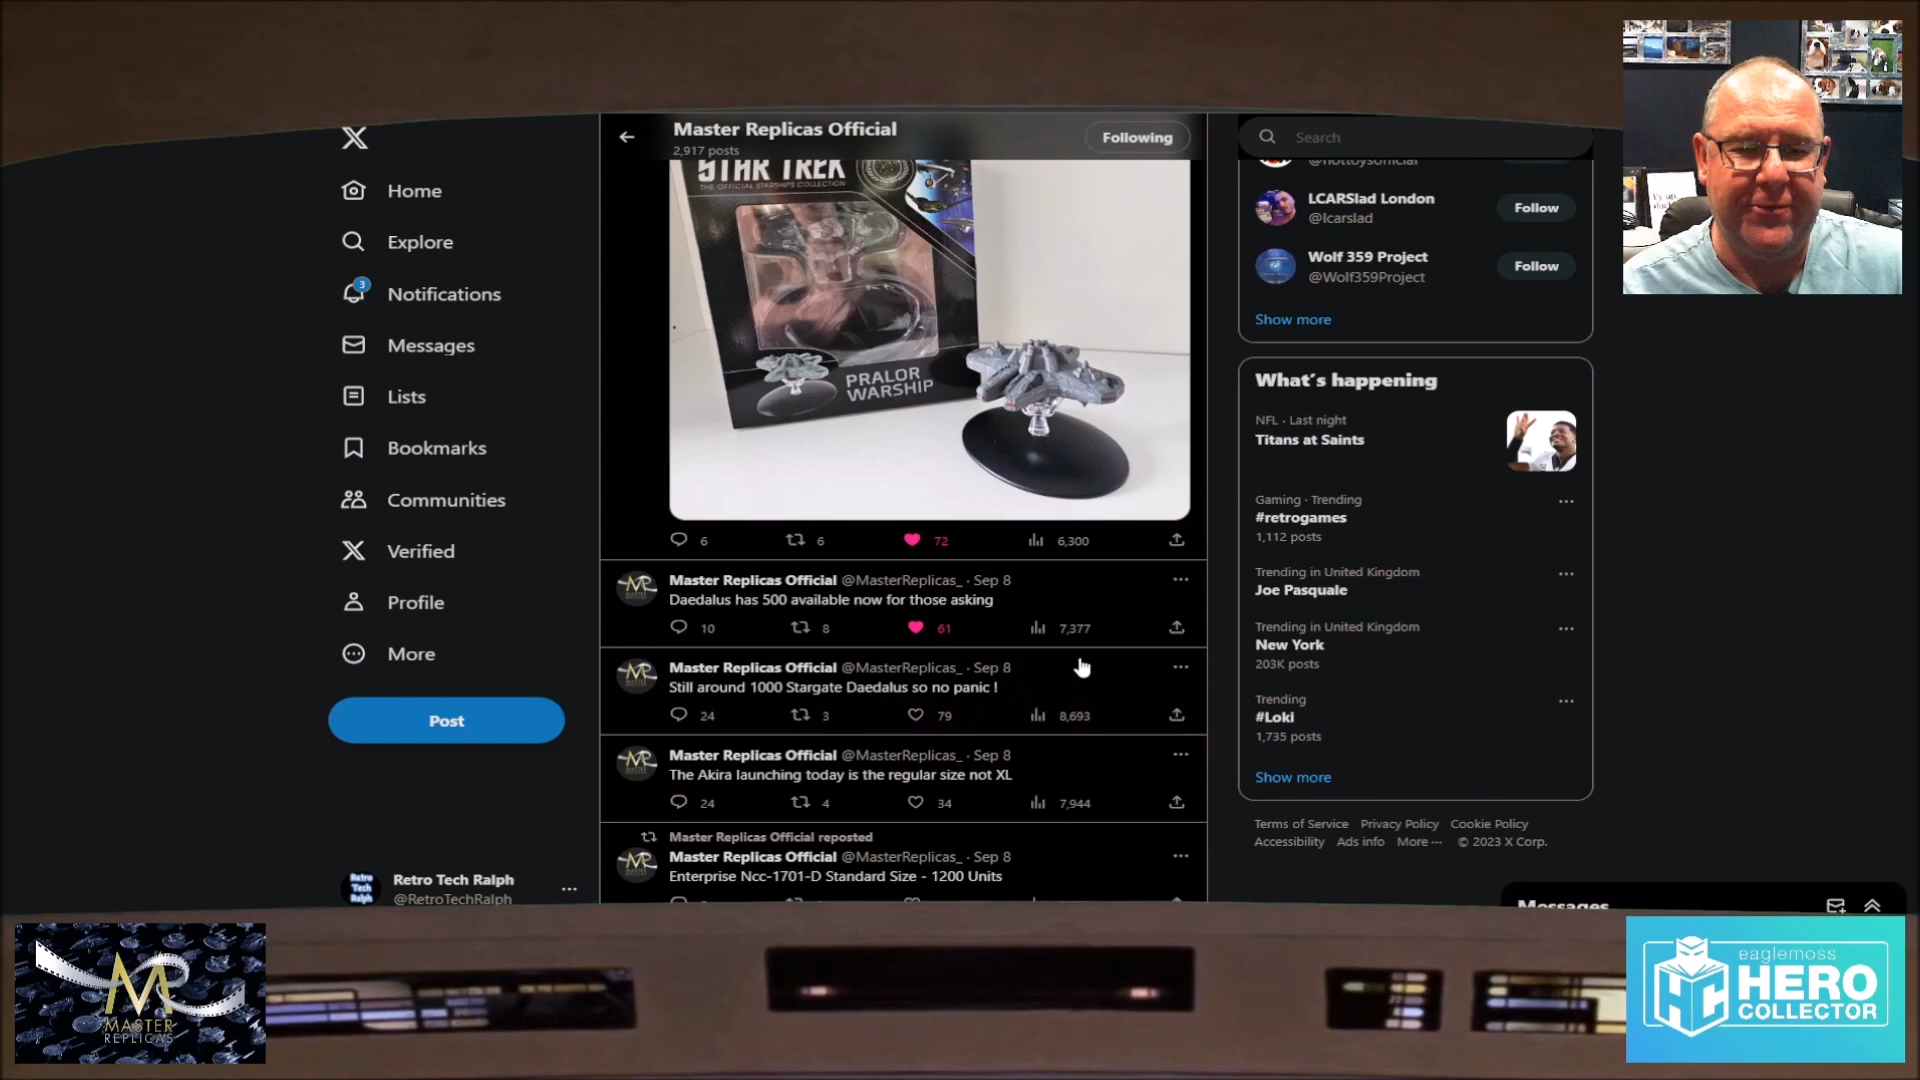 Master Replicas Official
2,917 posts
Following
Search
@hottoysofficial
Home
Explore
3
Notifications
Messages
Lists
Bookmarks
Communities
Verified
Profile
More
Post
Retro Tech Ralph
@RetroTechRalph
Retro
Tech
Ralph
STAR TREK
THE OFFICIAL STARSHIPS COLLECTION
PRALOR
WARSHIP
6 6 72 6,300
Master Replicas Official @MasterReplicas_ · Sep 8
Daedalus has 500 available now for those asking
10 8 61 7,377
Master Replicas Official @MasterReplicas_ · Sep 8
Still around 1000 Stargate Daedalus so no panic !
24 3 79 8,693
Master Replicas Official @MasterReplicas_ · Sep 8
The Akira launching today is the regular size not XL
24 4 34 7,944
Master Replicas Official reposted
Master Replicas Official @MasterReplicas_ · Sep 8
Enterprise Ncc-1701-D Standard Size - 1200 Units
LCARSlad London
@lcarslad
Follow
Wolf 359 Project
@Wolf359Project
Follow
Show more
What's happening
NFL · Last night
Titans at Saints
Gaming · Trending
#retrogames
1,112 posts
Trending in United Kingdom
Joe Pasquale
Trending in United Kingdom
New York
203K posts
Trending
#Loki
1,735 posts
Show more
Terms of Service Privacy Policy Cookie Policy
Accessibility Ads info More ··· © 2023 X Corp.
Messages
MR
MASTER
REPLICAS
eaglemoss
HERO
COLLECTOR
HC